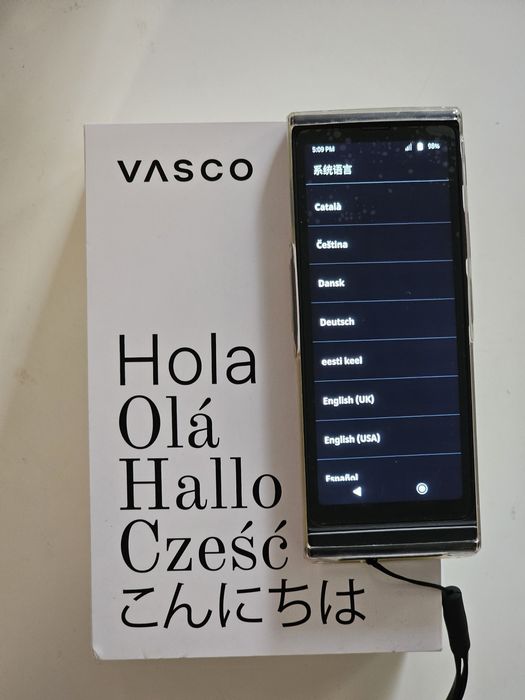 VASCO
Hola
Olá
Hallo
Cześć
こんにちは
5:09 PM 98%
系统语言
Català
Čeština
Dansk
Deutsch
eesti keel
English (UK)
English (USA)
Español